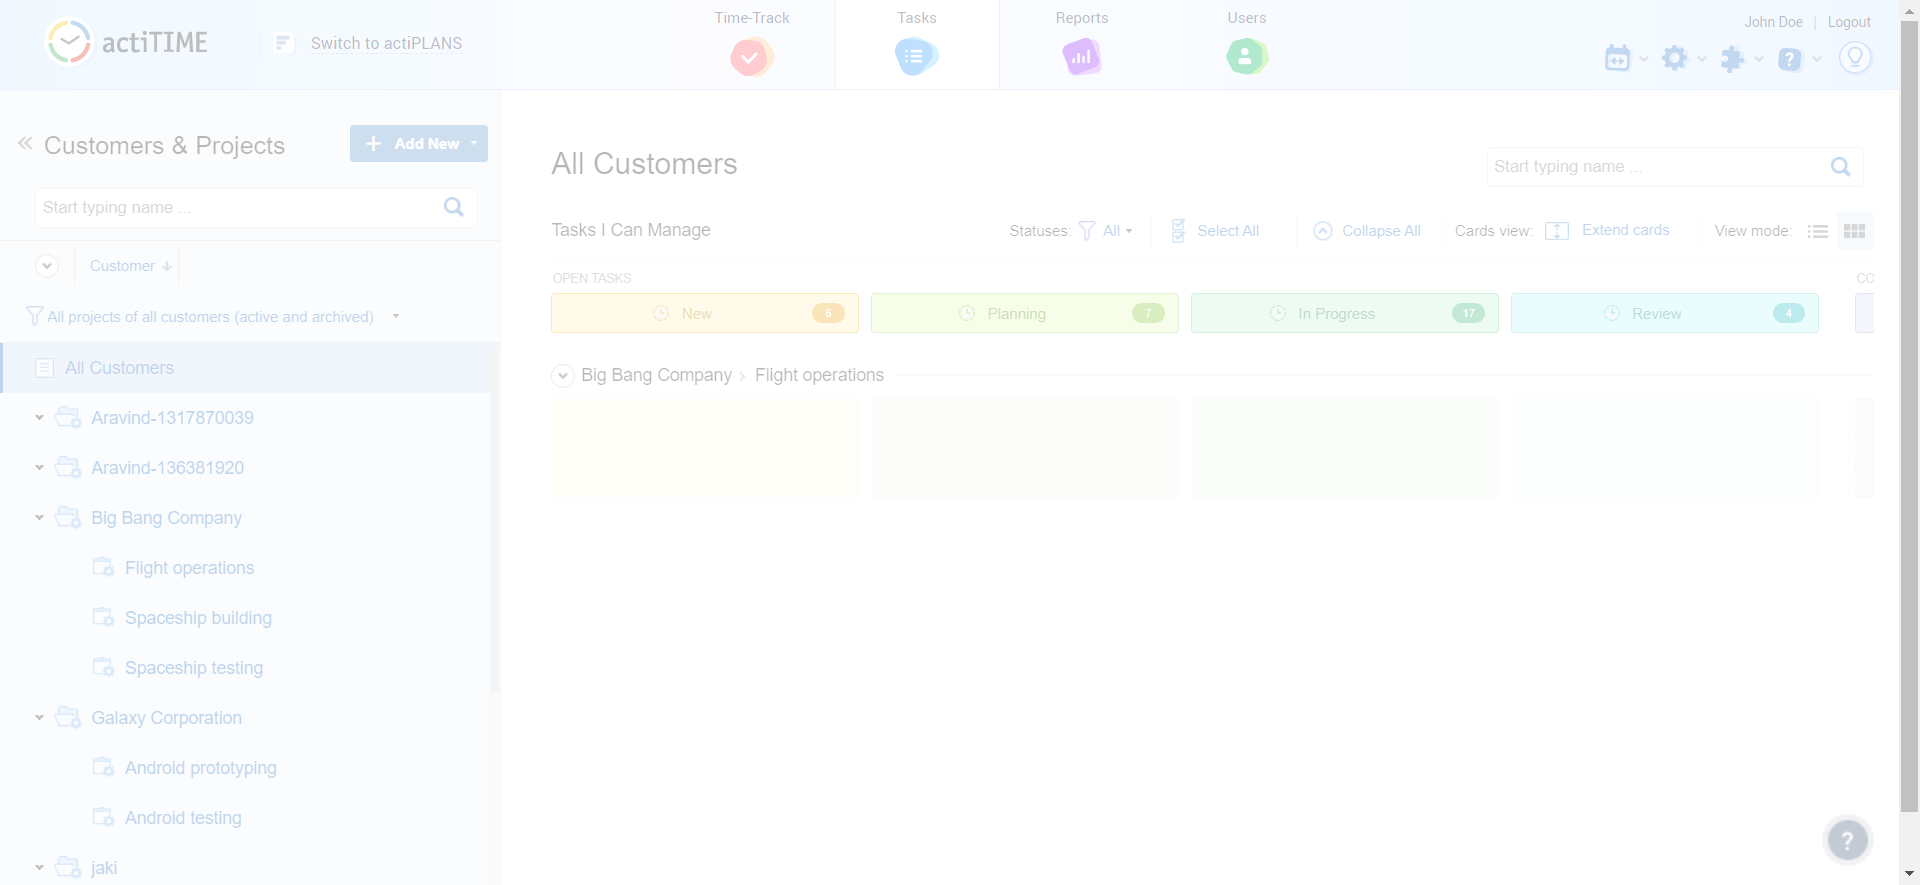 actiTIME
Switch to actiPLANS
Time-Track
Tasks
Reports
Users
John Doe
Logout
Customers & Projects
Add New
Start typing name ...
Customer
All projects of all customers (active and archived)
All Customers
Aravind-1317870039
Aravind-136381920
Big Bang Company
Flight operations
Spaceship building
Spaceship testing
Galaxy Corporation
Android prototyping
Android testing
jaki
All Customers
Start typing name ...
Tasks I Can Manage
Statuses: All
Select All
Collapse All
Cards view: Extend cards
View mode:
OPEN TASKS
CO
New 6
Planning 7
In Progress 17
Review 4
Big Bang Company > Flight operations
?